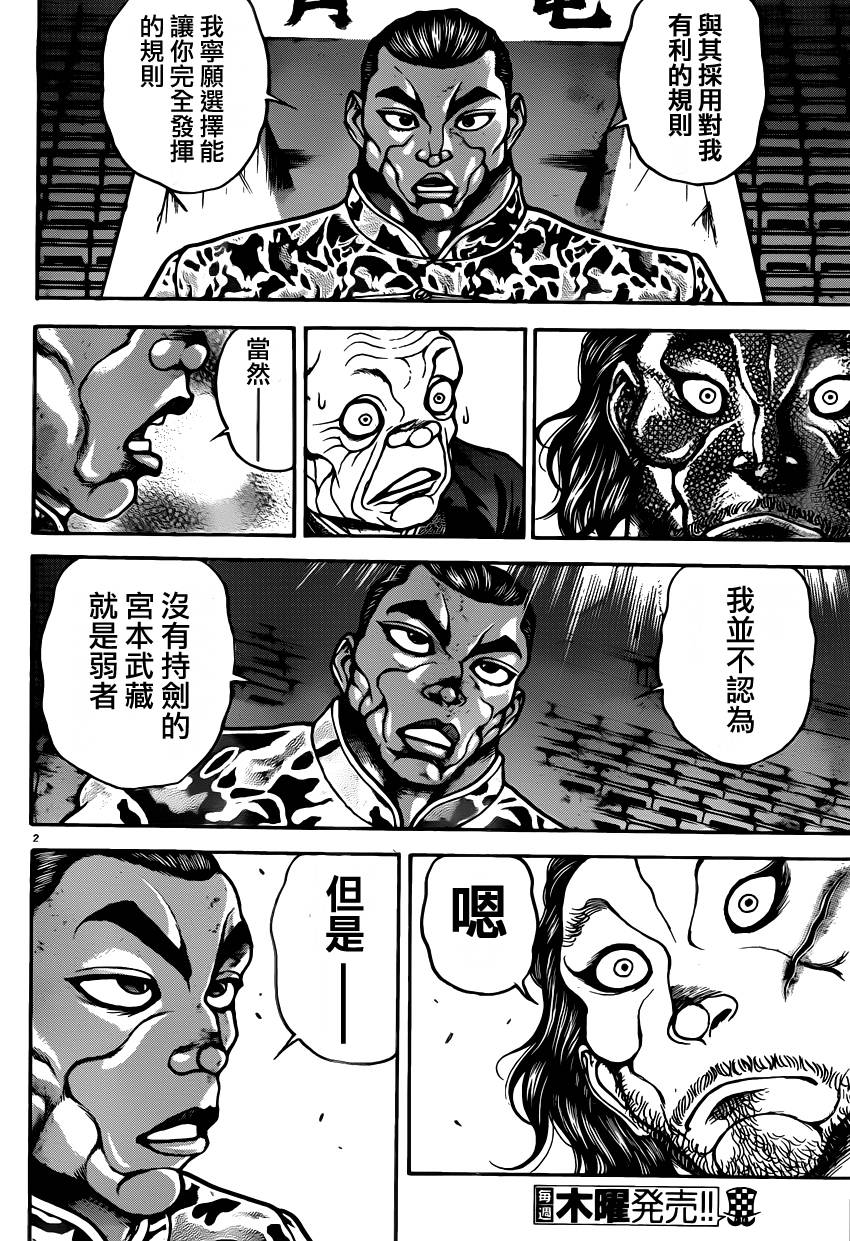 與其採用對我
有利的規則
我寧願選擇能
讓你完全發揮
的規則
當然——
我並不認為
沒有持劍的
宮本武藏
就是弱者
2
嗯
但是——
毎週木曜発売!!